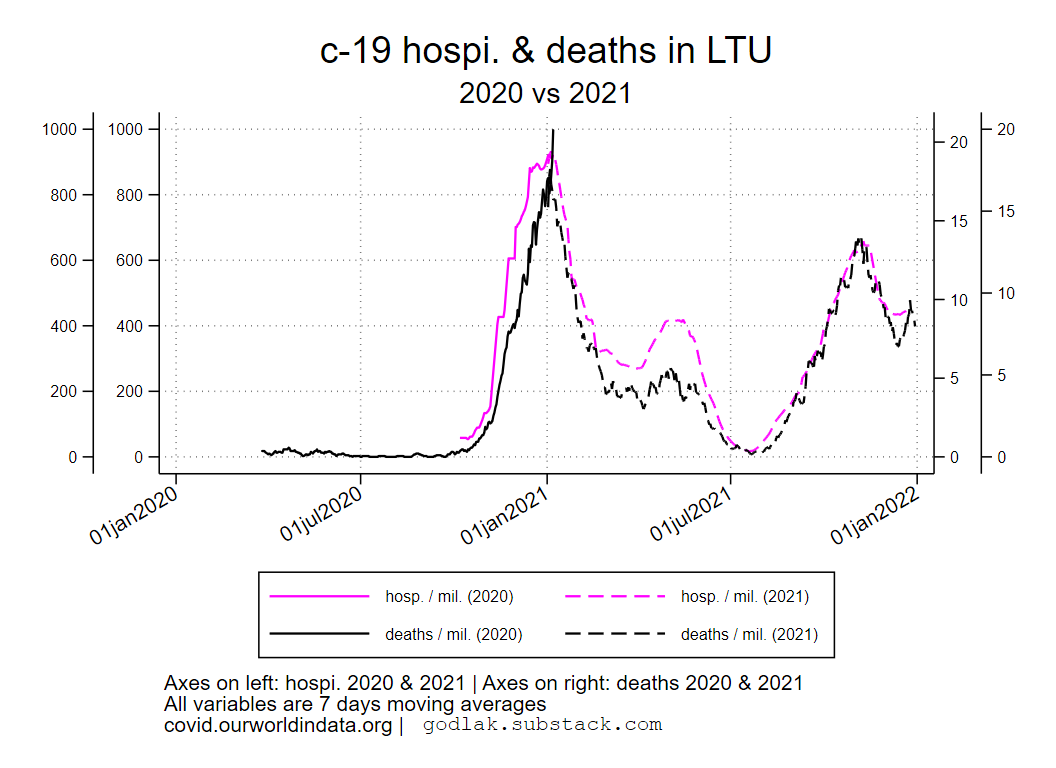 c-19 hospi. & deaths in LTU
2020 vs 2021
1000 1000 20
20
800 800
15
15
600 600
10
10
400 400
5
5
200 200
0 0 0 0
01jan2020 01jul2020 01jan2021 01jul2021 01jan2022
hosp. / mil. (2020) hosp. / mil. (2021)
deaths / mil. (2020) deaths / mil. (2021)
Axes on left: hospi. 2020 & 2021 | Axes on right: deaths 2020 & 2021
All variables are 7 days moving averages
covid.ourworldindata.org | godlak.substack.com